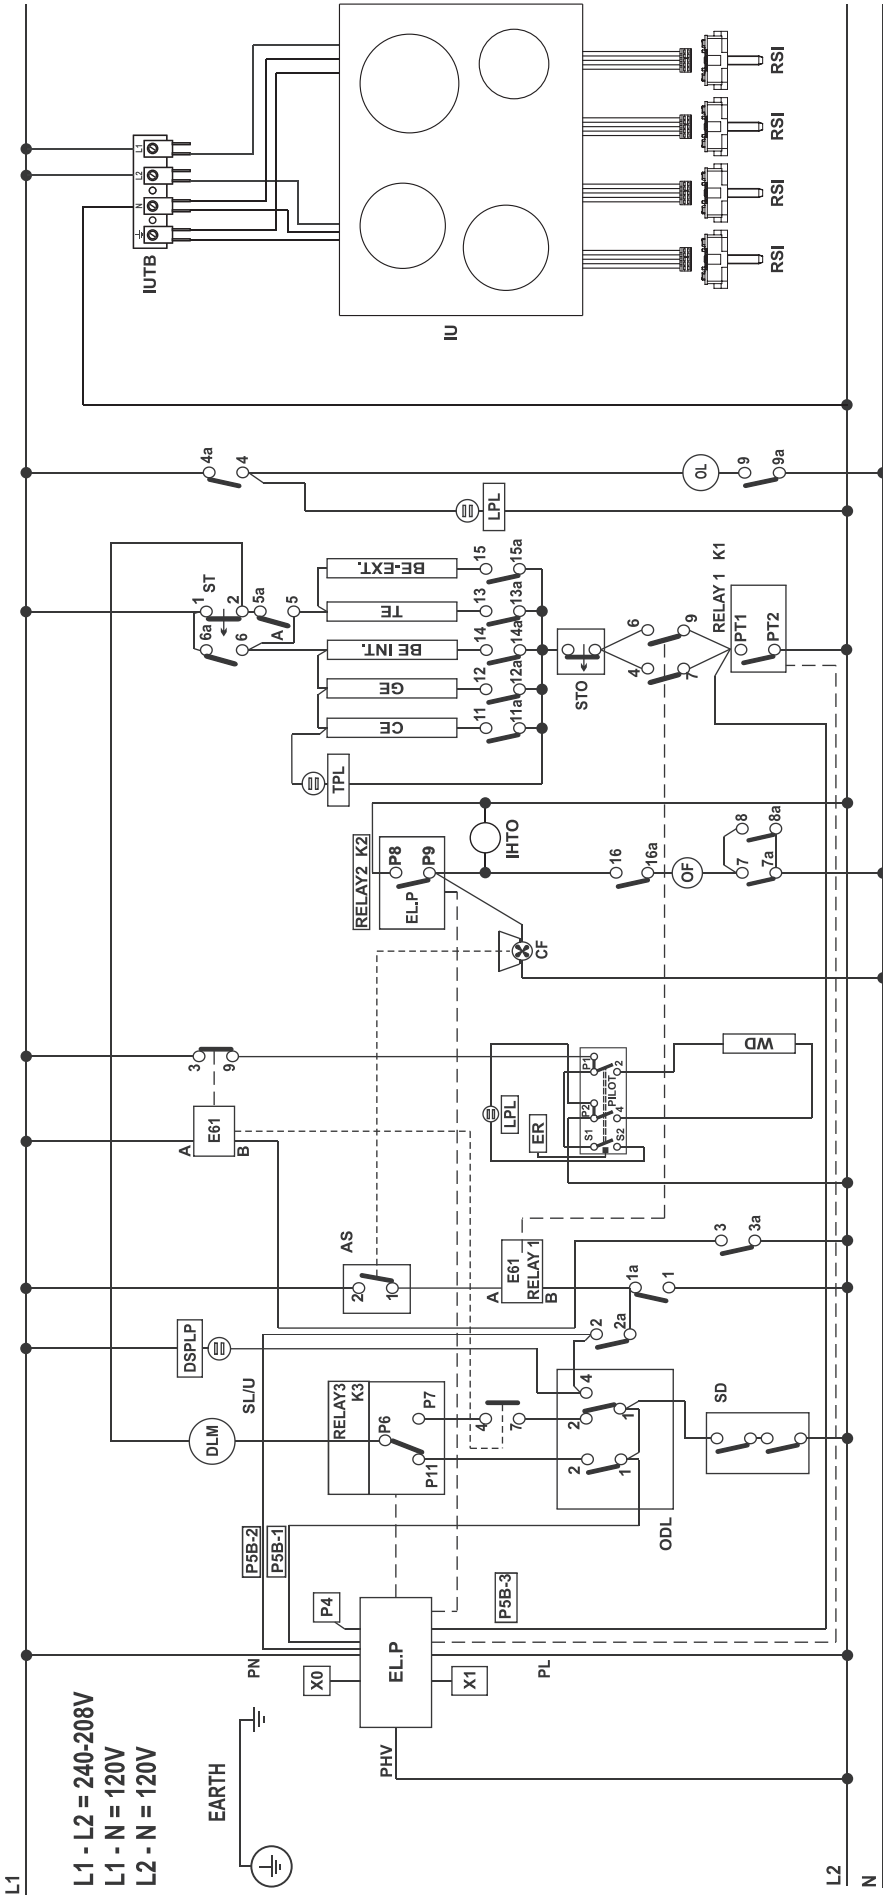 L1
L1 - L2 = 240-208V
L1 - N = 120V
L2 - N = 120V
EARTH
L2
N
PHV
PN
PL
X0
X1
EL.P
P4
P5B-1
P5B-2
P5B-3
SL/U
DLM
DSPLP
RELAY3
K3
P6
P7
P11
4
7
ODL
2
1
2
1
4
SD
2
2a
1a
1
3
3a
AS
2
1
A
B
E61
RELAY 1
A
B
E61
3
9
LPL
ER
S1
S2
P2
4
P1
2
PILOT
WD
CF
RELAY2 K2
EL.P
P8
P9
IHTO
16
16a
OF
7
7a
8
8a
TPL
CE
GE
BE INT.
TE
BE-EXT.
11
11a
12
12a
14
14a
13
13a
15
15a
6a
6
1
2
ST
5a
5
A
STO
4
7
6
9
RELAY 1 K1
PT1
PT2
4a
4
LPL
OL
9
9a
IUTB
N
L2
L1
IU
RSI
RSI
RSI
RSI